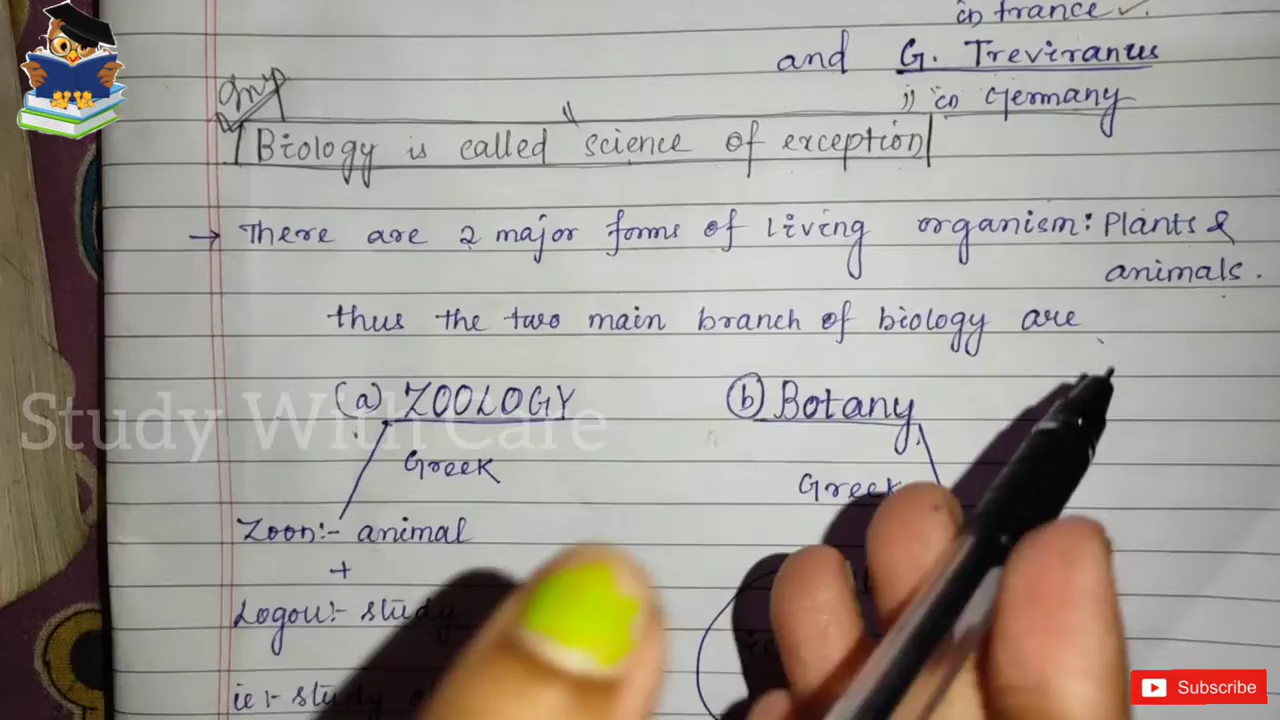 in France ✓.
and G. Treviranus
" in Germany
Imp
Biology is called "science of exception
→ There are 2 major forms of living organism: Plants &
animals.
thus the two main branch of biology are
(a) ZOOLOGY (b) Botany
Greek Greek
Zoon:- animal
+
Logou:- study
ie:- study
Study With Care
Subscribe